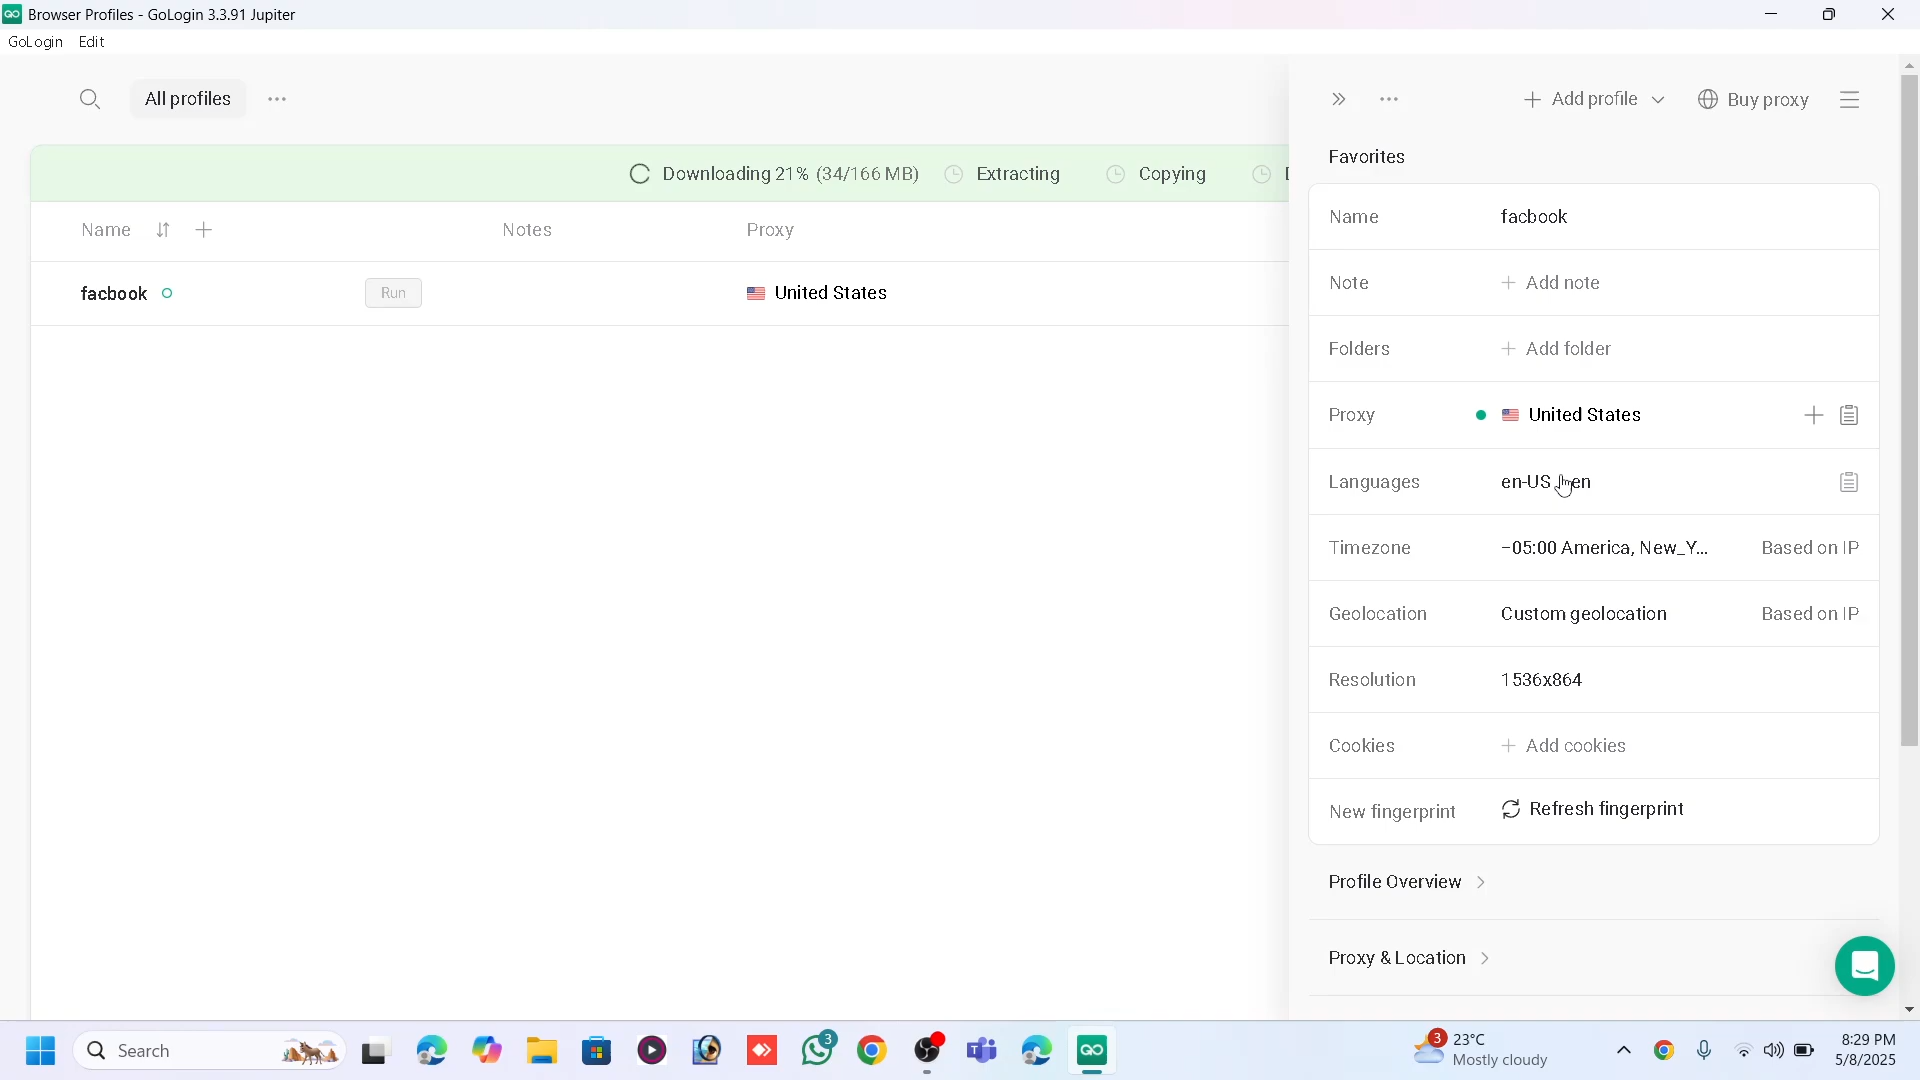 GO Browser Profiles - GoLogin 3.3.91 Jupiter
GoLogin Edit
All profiles ...
Add profile Buy proxy
Downloading 21% (34/166 MB) Extracting Copying
Name Notes Proxy
facbook Run United States
Favorites
Name facbook
Note + Add note
Folders + Add folder
Proxy United States
Languages en-US en
Timezone -05:00 America, New_Y... Based on IP
Geolocation Custom geolocation Based on IP
Resolution 1536x864
Cookies + Add cookies
New fingerprint Refresh fingerprint
Profile Overview
Proxy & Location
Search 3 GO 3 23°C 8:29 PM
Mostly cloudy 5/8/2025